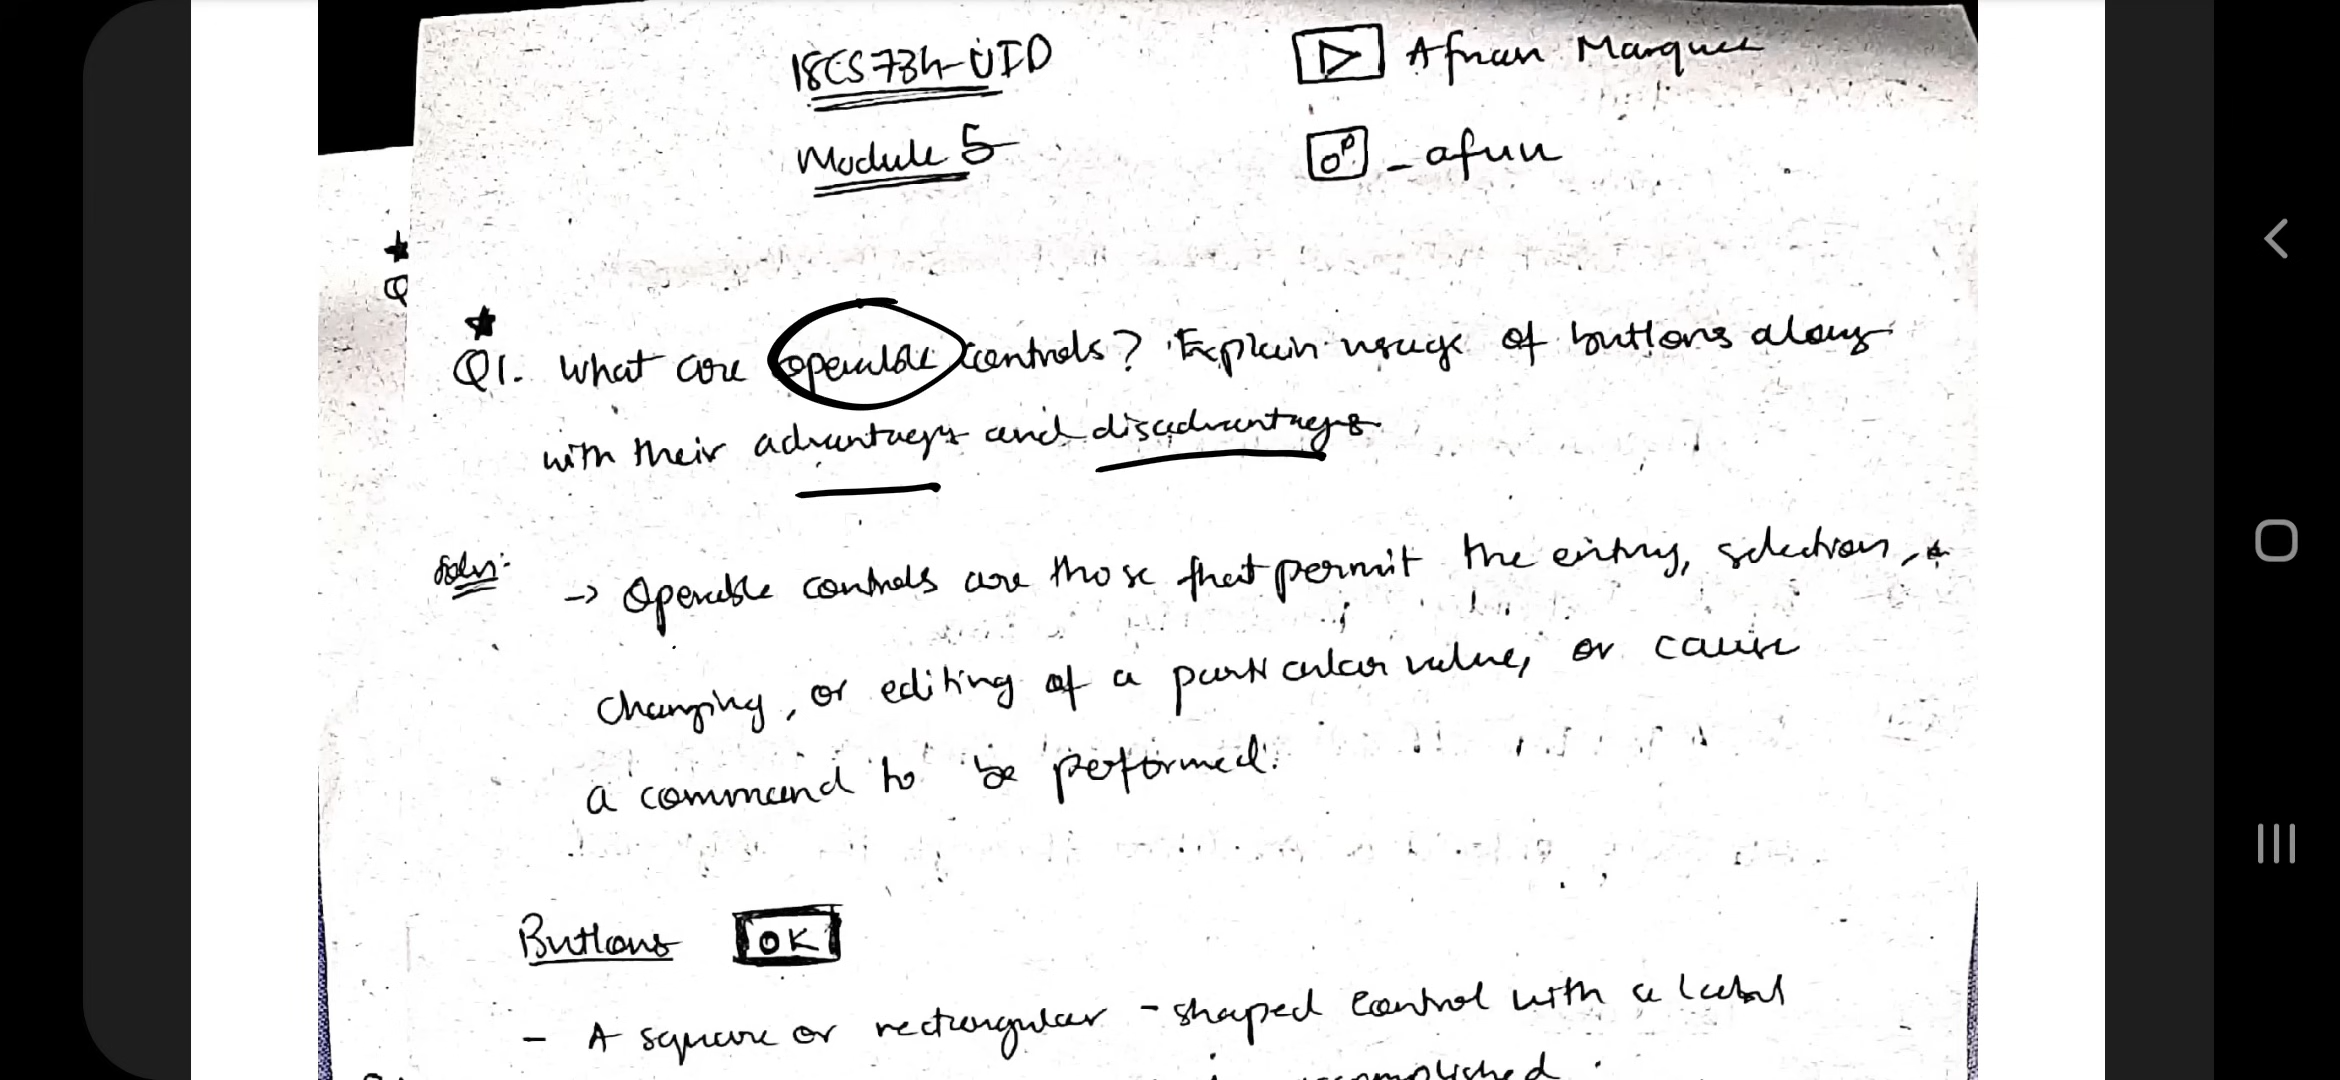 18CS734-UID
Afnan Marquee
Module 5
_afnn
Q
Q1. What are operable controls? Explain usage of buttons along
with their advantages and disadvantages.
Soln:
-> Operable controls are those that permit the entry, selection,
changing, or editing of a particular value, or cause
a command to be performed.
Buttons OK
- A square or rectangular-shaped control with a label
accomplished.